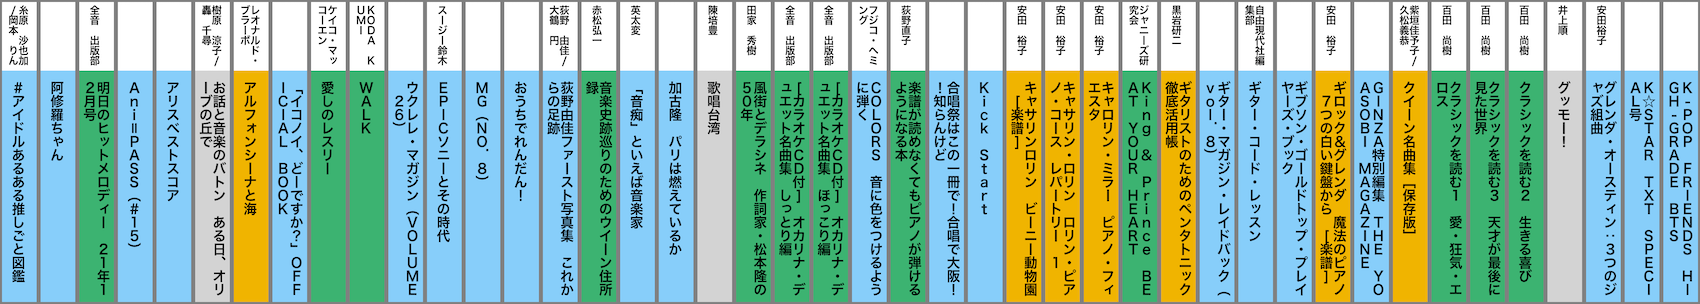 糸原 沙也加
/岡本 りん
#アイドルあるある推しごと図鑑
阿修羅ちゃん
全音 出版部
明日のヒットメロディー 21年1
2月号
Ani=PASS(#15)
アリスベストスコア
樹原 涼子/
轟 千尋
お話と音楽のバトン ある日、オリ
ーブの丘で
レオナルド・
ブラーボ
アルフォンシーナと海
「イコノイ、どーですか?」OFF
ICIAL BOOK
ケイコ・マッ
コーエン
愛しのレスリー
KODA K
UMI
WALK
ウクレレ・マガジン(VOLUME
 26)
スージー鈴木
EPICソニーとその時代
MG(NO.8)
おうちでれんだん!
荻野 由佳/
大鶴 円
荻野由佳ファースト写真集 これか
らの足跡
赤松弘一
音楽史跡巡りのためのウイーン住所
録
英太変
「音痴」といえば音楽家
加古隆 パリは燃えているか
陳培豊
歌唱台湾
田家 秀樹
風街とデラシネ 作詞家・松本隆の
50年
全音 出版部
[カラオケCD付]オカリナ・デ
ュエット名曲集 しっとり編
全音 出版部
[カラオケCD付]オカリナ・デ
ュエット名曲集 ほっこり編
フジコ・ヘミ
ング
COLORS 音に色をつけるよう
に弾く
荻野直子
楽譜が読めなくてもピアノが弾ける
ようになる本
合唱祭はこの一冊でー合唱で大阪!
!知らんけど
Kick Start
安田 裕子
キャサリンロリン ビーニー動物園
[楽譜]
安田 裕子
キャサリン・ロリン ロリン・ピア
ノ・コース レパートリー 1
安田 裕子
キャロリン・ミラー ピアノ・フィ
エスタ
ジャニーズ研
究会
King & Prince BE
AT YOUR HEART
黒岩研二
ギタリストのためのペンタトニック
徹底活用帳
ギター・マガジン・レイドバック(
vol.8)
自由現代社編
集部
ギター・コード・レッスン
ギブソン・ゴールドトップ・プレイ
ヤーズ・ブック
安田 裕子
ギロック&グレンダ 魔法のピアノ
 7つの白い鍵盤から [楽譜]
GINZA特別編集 THE YO
ASOBI MAGAZINE
紫垣佳予子/
久松義恭
クイーン名曲集[保存版]
百田 尚樹
クラシックを読む1 愛・狂気・エ
ロス
百田 尚樹
クラシックを読む3 天才が最後に
見た世界
百田 尚樹
クラシックを読む2 生きる喜び
井上順
グッモー!
安田裕子
グレンダ・オースティン:3つのジ
ャズ組曲
K☆STAR TXT SPECI
AL号
K-POP FRIENDS HI
GH-GRADE BTS